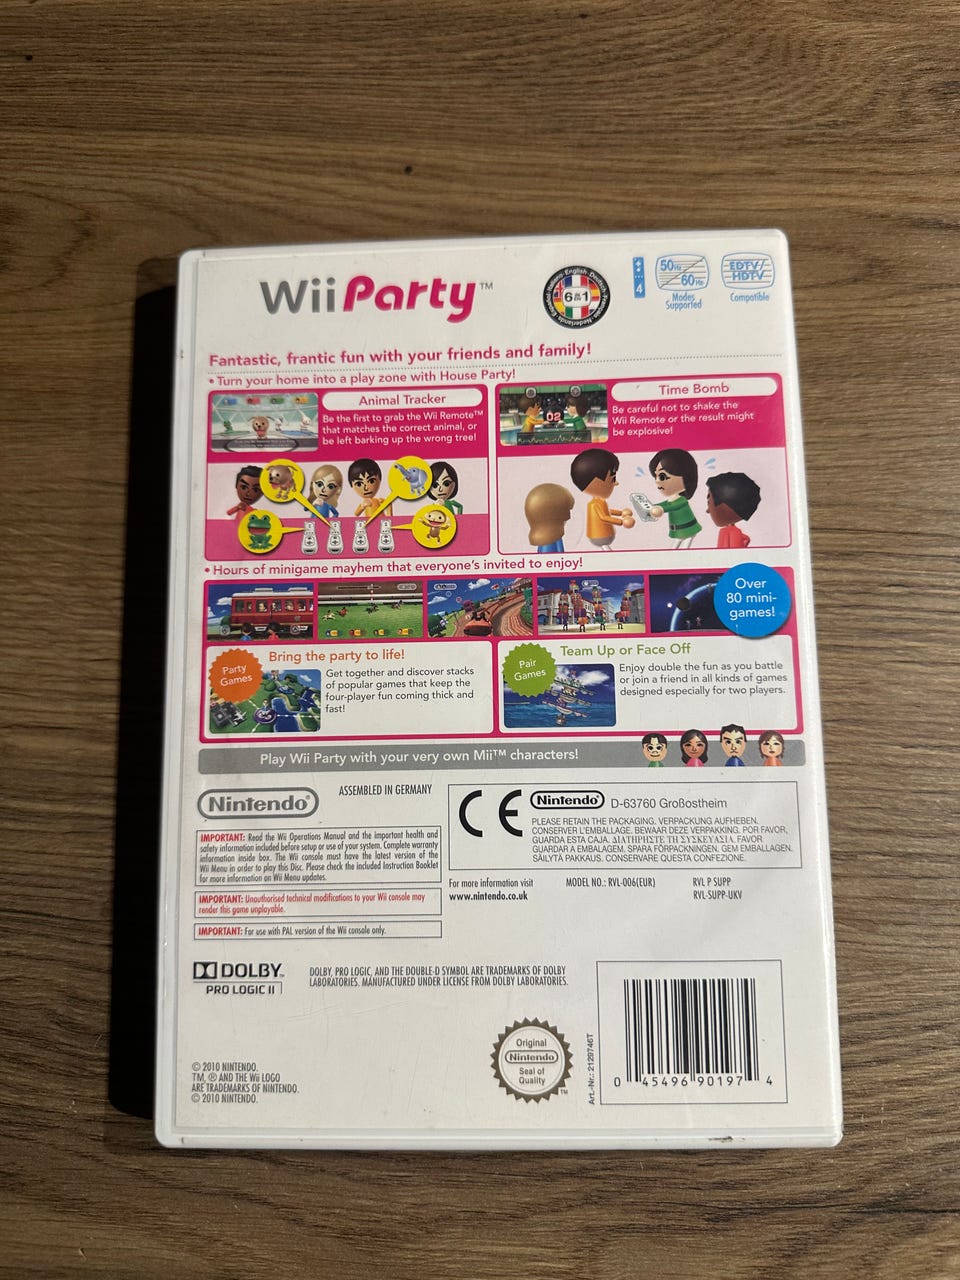 Wii Party™
Italiano · English · Deutsch · Français · Nederlands · Español
6 in 1
4
50Hz
60Hz
Modes
Supported
EDTV/
HDTV
Compatible
Fantastic, frantic fun with your friends and family!
• Turn your home into a play zone with House Party!
Animal Tracker
Be the first to grab the Wii Remote™
that matches the correct animal, or
be left barking up the wrong tree!
Time Bomb
Be careful not to shake the
Wii Remote or the result might
be explosive!
02
• Hours of minigame mayhem that everyone's invited to enjoy!
Over
80 mini-
games!
Party
Games
Bring the party to life!
Get together and discover stacks
of popular games that keep the
four-player fun coming thick and
fast!
Pair
Games
Team Up or Face Off
Enjoy double the fun as you battle
or join a friend in all kinds of games
designed especially for two players.
Play Wii Party with your very own Mii™ characters!
Nintendo®
ASSEMBLED IN GERMANY
IMPORTANT: Read the Wii Operations Manual and the important health and
safety information included before setup or use of your system. Complete warranty
information inside box. The Wii console must have the latest version of the
Wii Menu in order to play this Disc. Please check the included Instruction Booklet
for more information on Wii Menu updates.
IMPORTANT: Unauthorised technical modifications to your Wii console may
render this game unplayable.
IMPORTANT: For use with PAL version of the Wii console only.
CE
Nintendo® D-63760 Großostheim
PLEASE RETAIN THE PACKAGING. VERPACKUNG AUFHEBEN.
CONSERVER L'EMBALLAGE. BEWAAR DEZE VERPAKKING. POR FAVOR,
GUARDA ESTA CAJA. ΔΙΑΤΗΡΗΣΤΕ ΤΗ ΣΥΣΚΕΥΑΣΙΑ. FAVOR
GUARDAR A EMBALAGEM. SPARA FÖRPACKNINGEN. GEM EMBALLAGEN.
SÄILYTÄ PAKKAUS. CONSERVARE QUESTA CONFEZIONE.
For more information visit
www.nintendo.co.uk
MODEL NO.: RVL-006(EUR)
RVL P SUPP
RVL-SUPP-UKV
DOLBY™
PRO LOGIC II
DOLBY, PRO LOGIC, AND THE DOUBLE-D SYMBOL ARE TRADEMARKS OF DOLBY
LABORATORIES. MANUFACTURED UNDER LICENSE FROM DOLBY LABORATORIES.
© 2010 NINTENDO.
TM, ® AND THE Wii LOGO
ARE TRADEMARKS OF NINTENDO.
© 2010 NINTENDO.
Original
Nintendo
Seal of
Quality
TM
Art.-Nr.: 2129746T
0 45496 90197 4